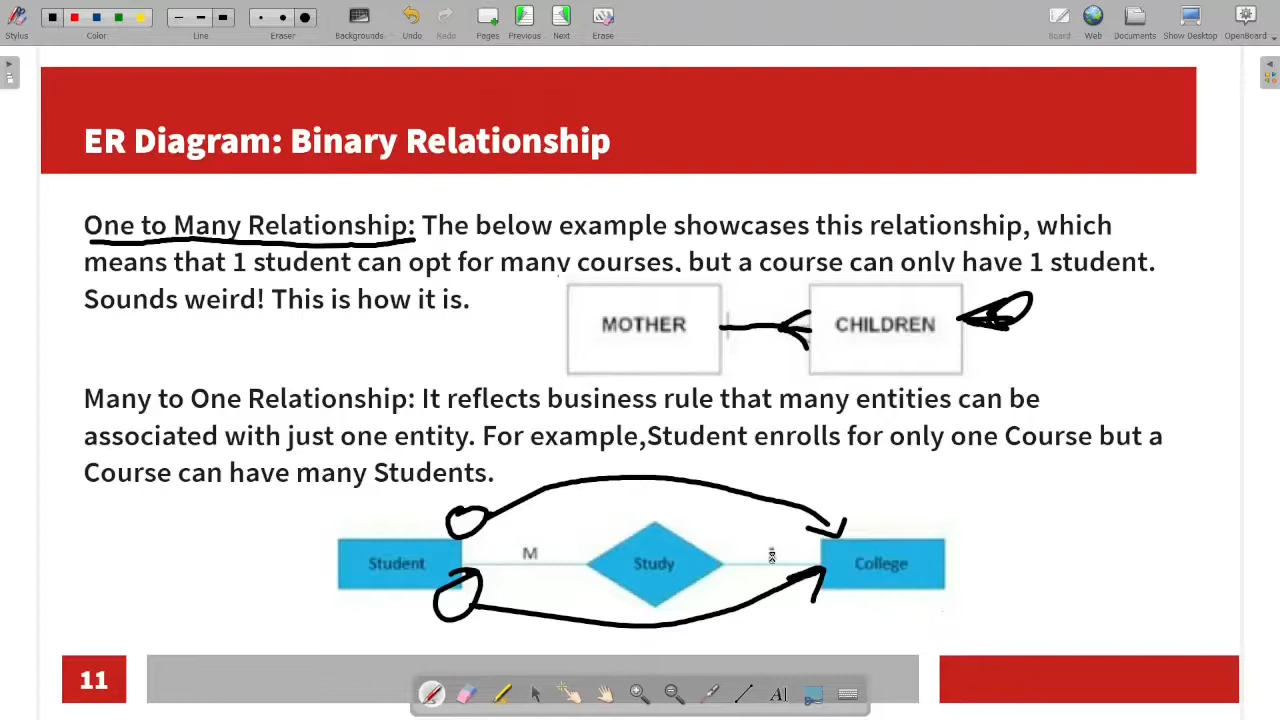 Stylus Color Line Eraser Backgrounds Undo Redo Pages Previous Next Erase Board Web Documents Show Desktop OpenBoard
ER Diagram: Binary Relationship
One to Many Relationship: The below example showcases this relationship, which
means that 1 student can opt for many courses, but a course can only have 1 student.
Sounds weird! This is how it is.
MOTHER CHILDREN
Many to One Relationship: It reflects business rule that many entities can be
associated with just one entity. For example,Student enrolls for only one Course but a
Course can have many Students.
M
Student Study College
11
AI